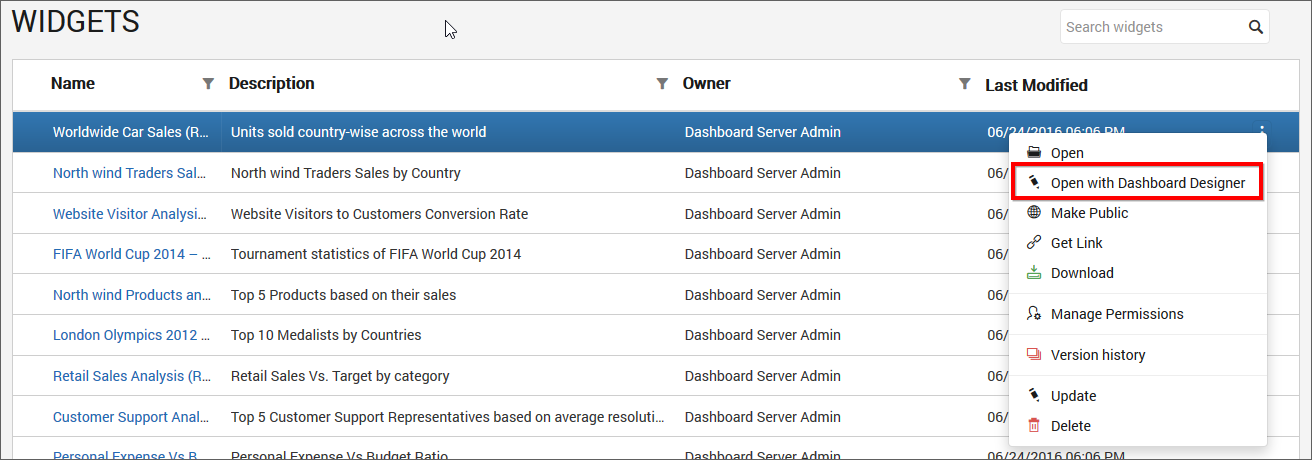 WIDGETS
Search widgets
Name Description Owner Last Modified
Worldwide Car Sales (R... Units sold country-wise across the world Dashboard Server Admin 06/24/2016 06:06 PM
Open
North wind Traders Sal... North wind Traders Sales by Country Dashboard Server Admin 06/
Open with Dashboard Designer
Website Visitor Analysi... Website Visitors to Customers Conversion Rate Dashboard Server Admin 06/
Make Public
Get Link
FIFA World Cup 2014 – ... Tournament statistics of FIFA World Cup 2014 Dashboard Server Admin 06/
Download
North wind Products an... Top 5 Products based on their sales Dashboard Server Admin 06/
Manage Permissions
London Olympics 2012 ... Top 10 Medalists by Countries Dashboard Server Admin 06/
Version history
Retail Sales Analysis (R... Retail Sales Vs. Target by category Dashboard Server Admin 06/
Update
Customer Support Anal... Top 5 Customer Support Representatives based on average resoluti... Dashboard Server Admin 06/
Delete
Personal Expense Vs B... Personal Expense Vs Budget Ratio Dashboard Server Admin 06/24/2016 06:06 PM